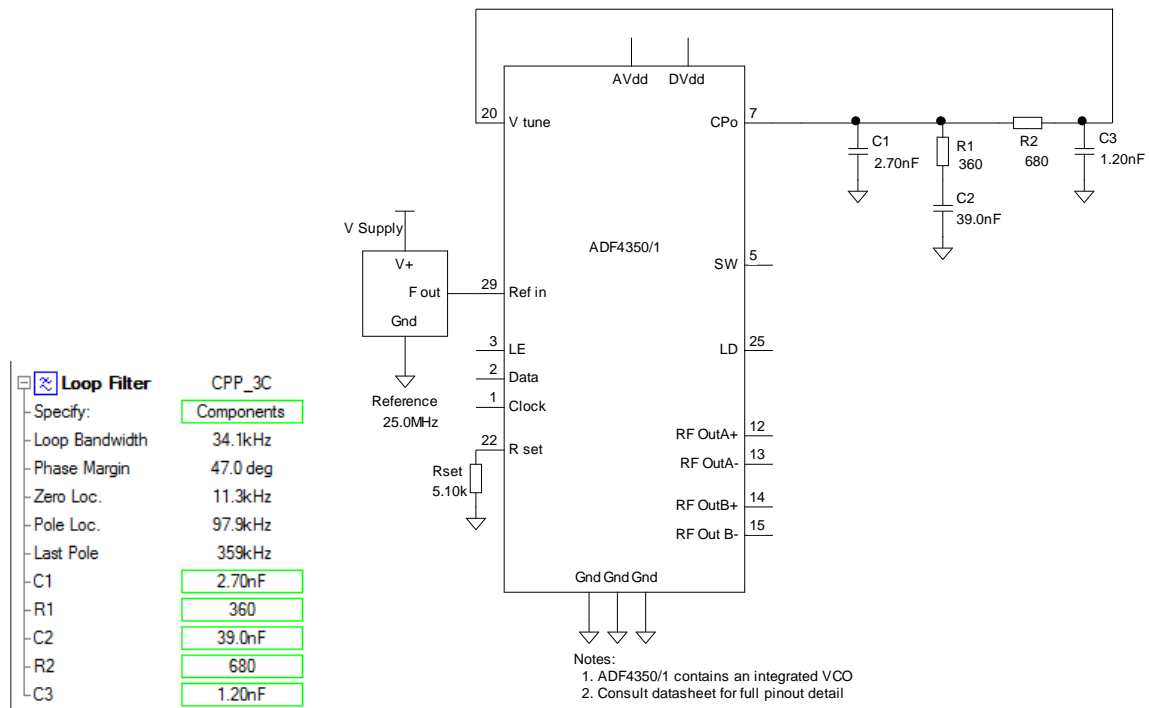 AVdd DVdd
20 V tune
CPo 7
C1
2.70nF
R1
360
C2
39.0nF
R2
680
C3
1.20nF
V Supply
V+
F out
Gnd
29 Ref in
ADF4350/1
SW 5
3 LE
2 Data
1 Clock
LD 25
Reference
25.0MHz
22 R set
Rset
5.10k
RF OutA+ 12
RF OutA- 13
RF OutB+ 14
RF Out B- 15
Gnd Gnd Gnd
Notes:
1. ADF4350/1 contains an integrated VCO
2. Consult datasheet for full pinout detail
Loop Filter CPP_3C
Specify: Components
Loop Bandwidth 34.1kHz
Phase Margin 47.0 deg
Zero Loc. 11.3kHz
Pole Loc. 97.9kHz
Last Pole 359kHz
C1 2.70nF
R1 360
C2 39.0nF
R2 680
C3 1.20nF